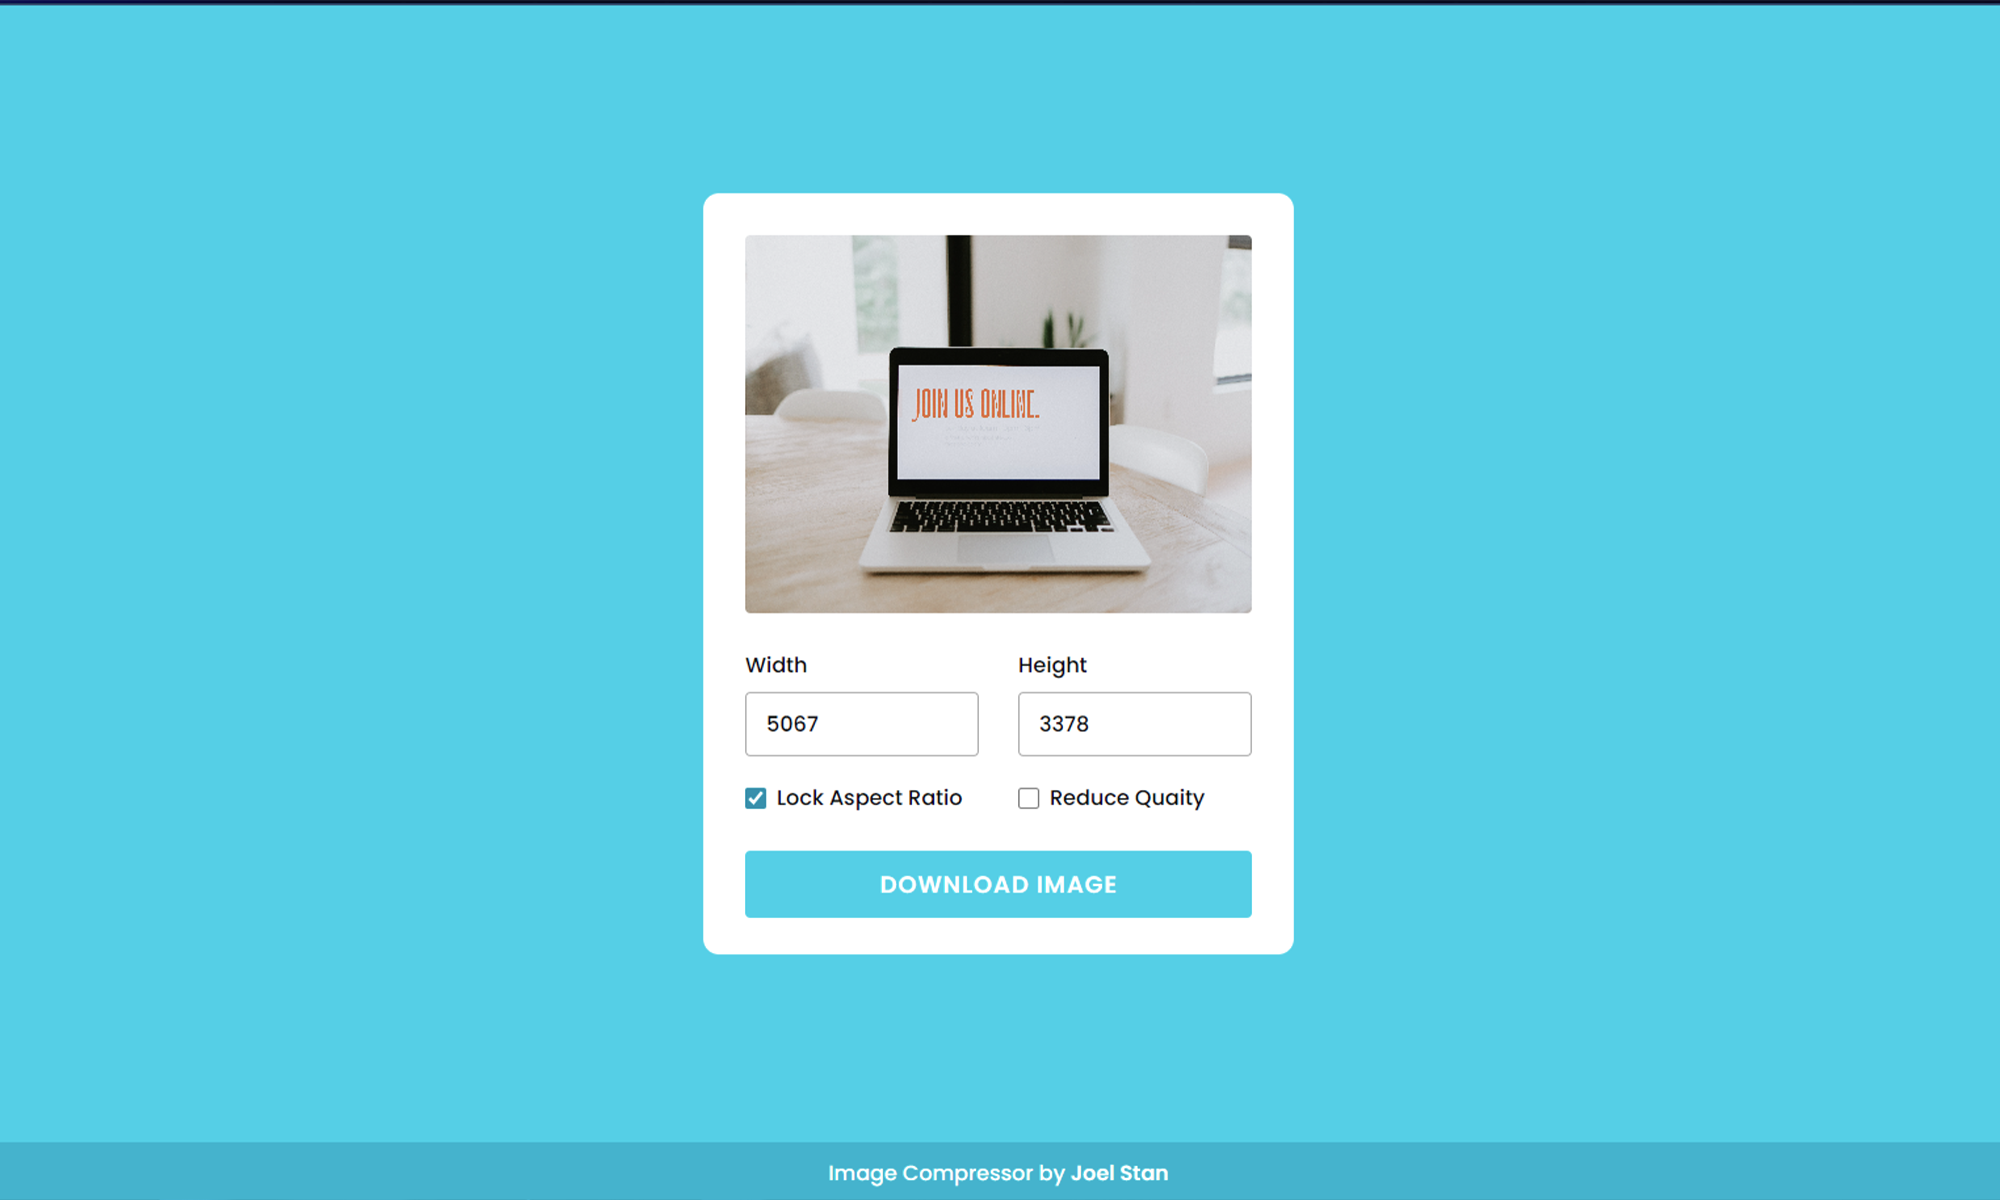 JOIN US ONLINE.
Width
Height
5067
3378
Lock Aspect Ratio
Reduce Quaity
DOWNLOAD IMAGE
Image Compressor by Joel Stan